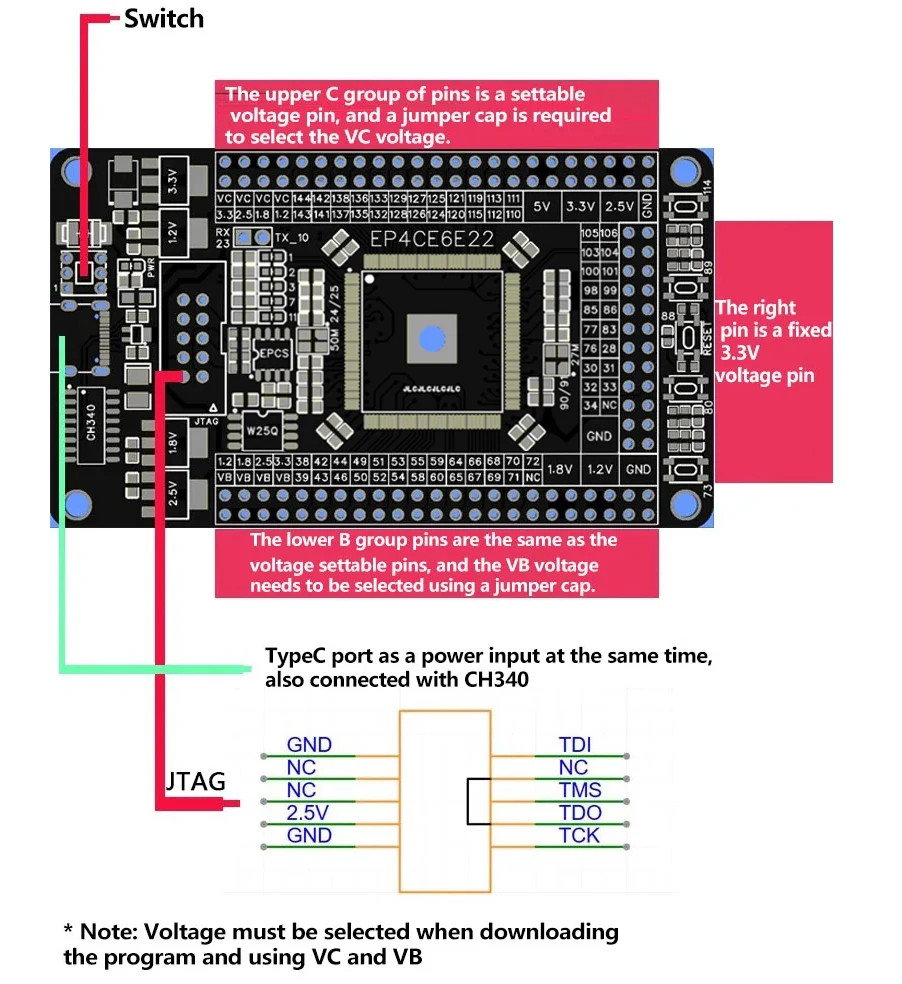 Switch
The upper C group of pins is a settable
voltage pin, and a jumper cap is required
to select the VC voltage.
3.3V
1.2V
VC VC VC VC 144 142 138 136 133 129 127 125 121 119 113 111
3.3 2.5 1.8 1.2 143 141 137 135 132 128 126 124 120 115 112 110
5V 3.3V 2.5V GND
114
RX
23
TX_10
EP4CE6E22
PWR
1
1
2
3
7
11
50M 24/25
EPCS
W25Q
JTAG
CH340
1.8V
2.5V
JLCJLCJLCJLC
27M
90/91
105 106
103 104
100 101
98 99
85 86
77 83
76 28
30 31
32 33
34 NC
GND
89
88
RESET
80
73
The right
pin is a fixed
3.3V
voltage pin
1.2 1.8 2.5 3.3 38 42 44 49 51 53 55 59 64 66 68 70 72
VB VB VB VB 39 43 46 50 52 54 58 60 65 67 69 71 NC
1.8V 1.2V GND
The lower B group pins are the same as the
voltage settable pins, and the VB voltage
needs to be selected using a jumper cap.
TypeC port as a power input at the same time,
also connected with CH340
JTAG
GND TDI
NC NC
NC TMS
2.5V TDO
GND TCK
* Note: Voltage must be selected when downloading
the program and using VC and VB